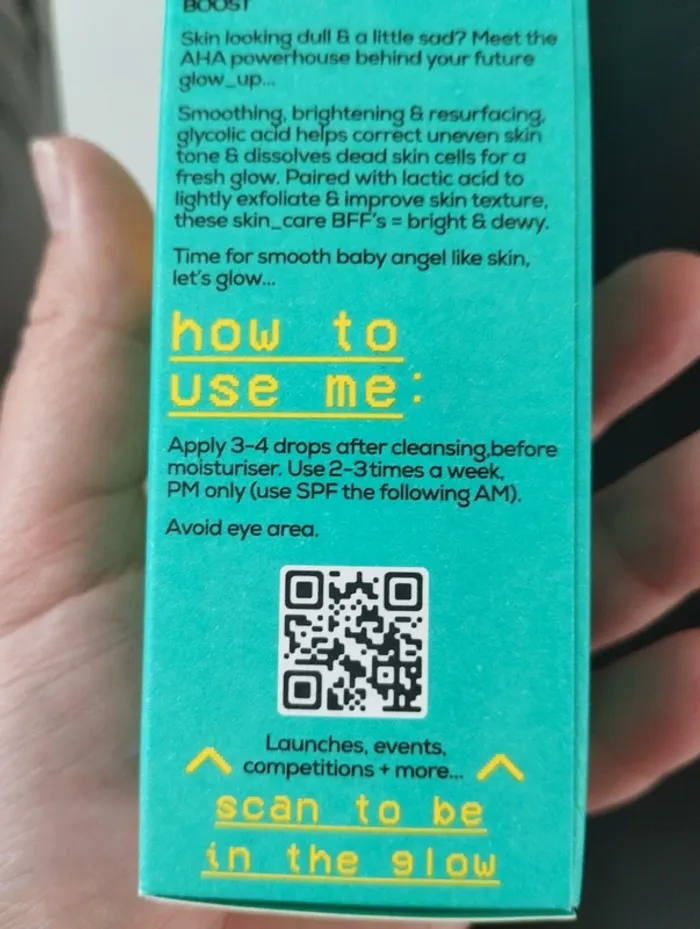 BOOST
Skin looking dull & a little sad? Meet the
AHA powerhouse behind your future
glow_up...
Smoothing, brightening & resurfacing,
glycolic acid helps correct uneven skin
tone & dissolves dead skin cells for a
fresh glow. Paired with lactic acid to
lightly exfoliate & improve skin texture,
these skin_care BFF's = bright & dewy.
Time for smooth baby angel like skin,
let's glow...
how to
use me:
Apply 3-4 drops after cleansing,before
moisturiser. Use 2-3 times a week,
PM only (use SPF the following AM).
Avoid eye area.
Launches, events,
competitions + more...
scan to be
in the glow